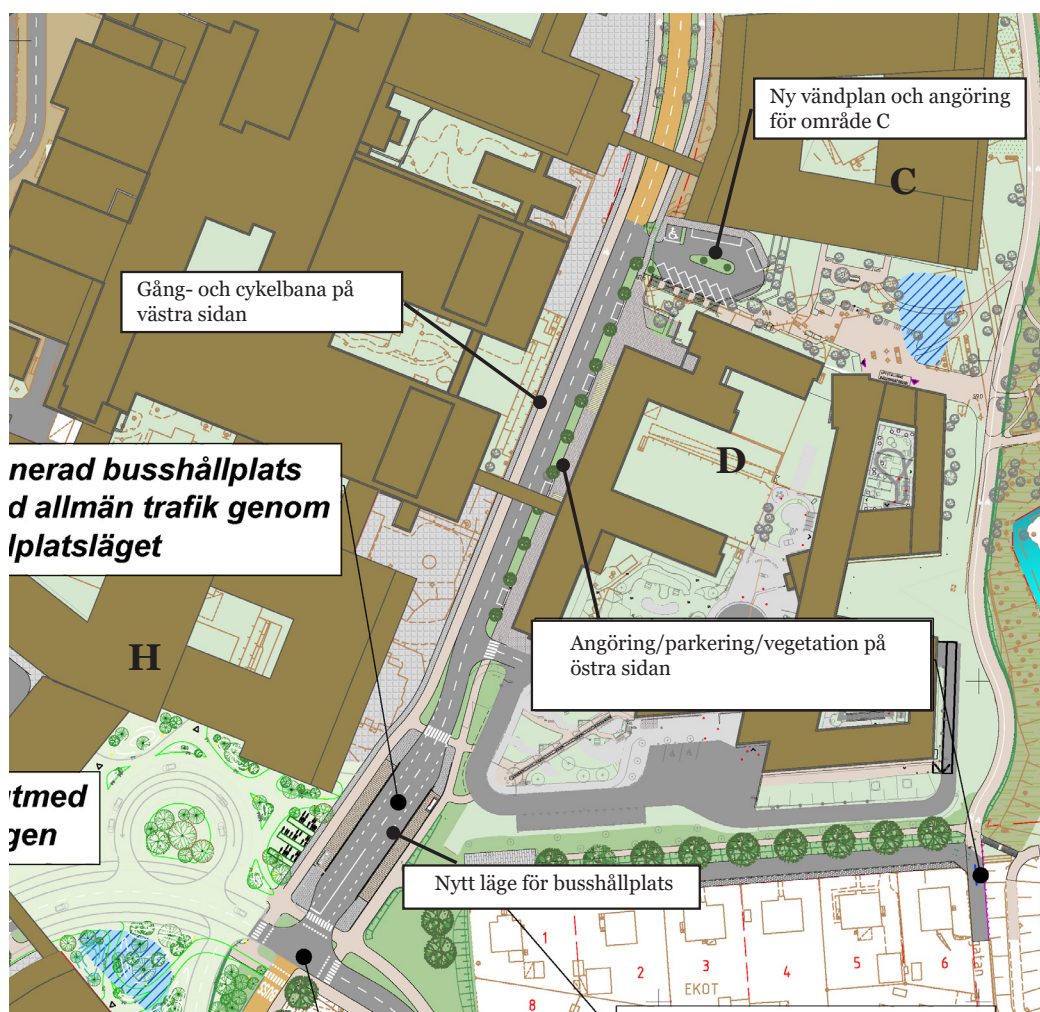 Ny vändplan och angöring
för område C
C
Gång- och cykelbana på
västra sidan
nerad busshållplats
d allmän trafik genom
lplatsläget
D
H
Angöring/parkering/vegetation på
östra sidan
utmed
gen
Nytt läge för busshållplats
1
2
3
4
5
6
8
EKOT
atan